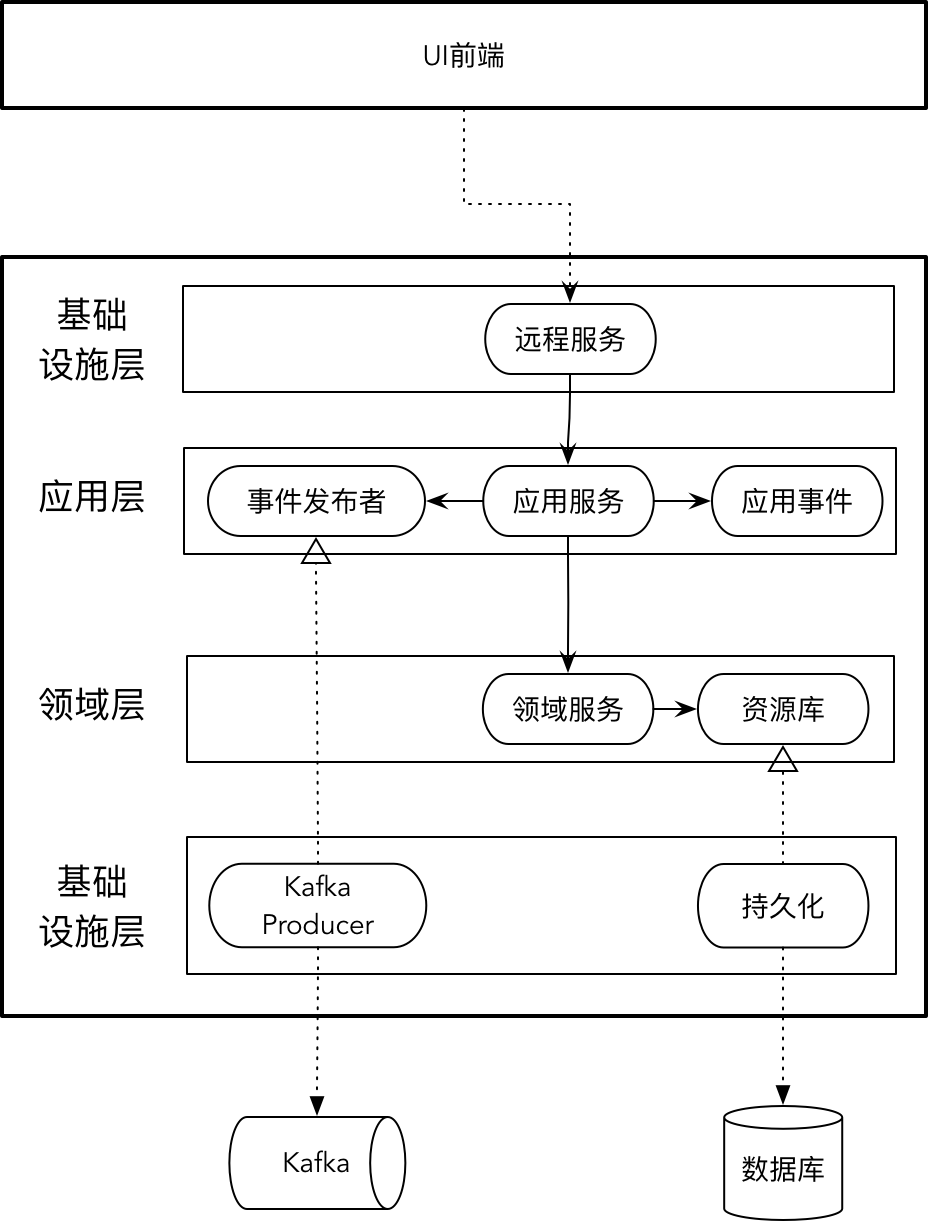 UI前端
基础
设施层
远程服务
应用层
事件发布者
应用服务
应用事件
领域层
领域服务
资源库
基础
设施层
Kafka
Producer
持久化
Kafka
数据库